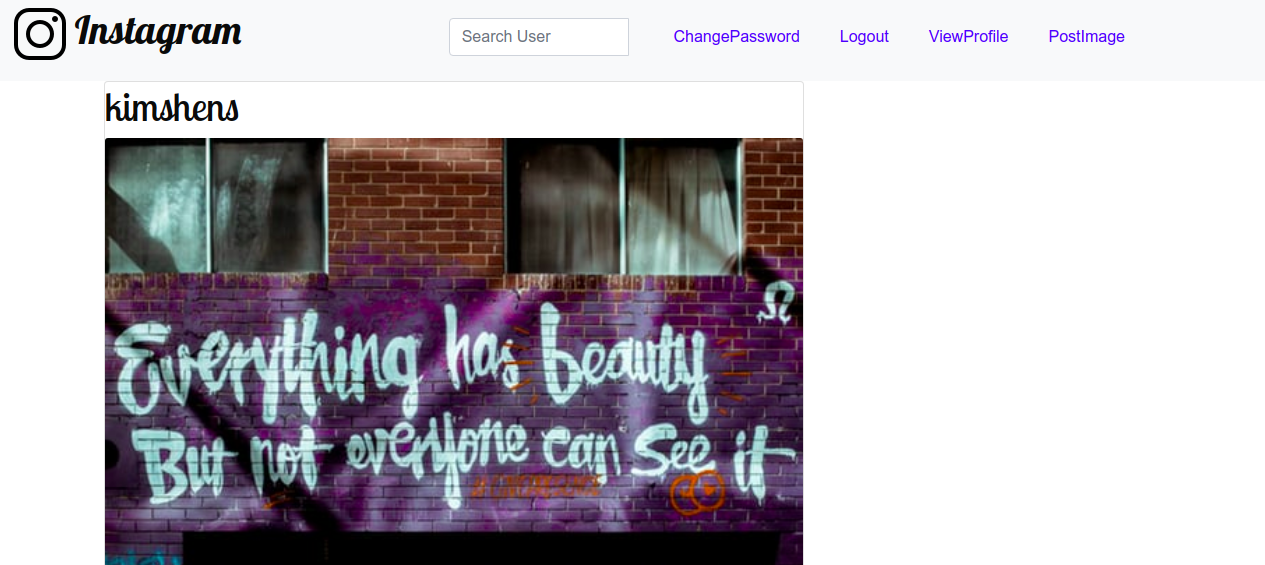 Instagram
Search User
ChangePassword
Logout
ViewProfile
PostImage
kimshens
Everything has beauty
But not everyone can See it